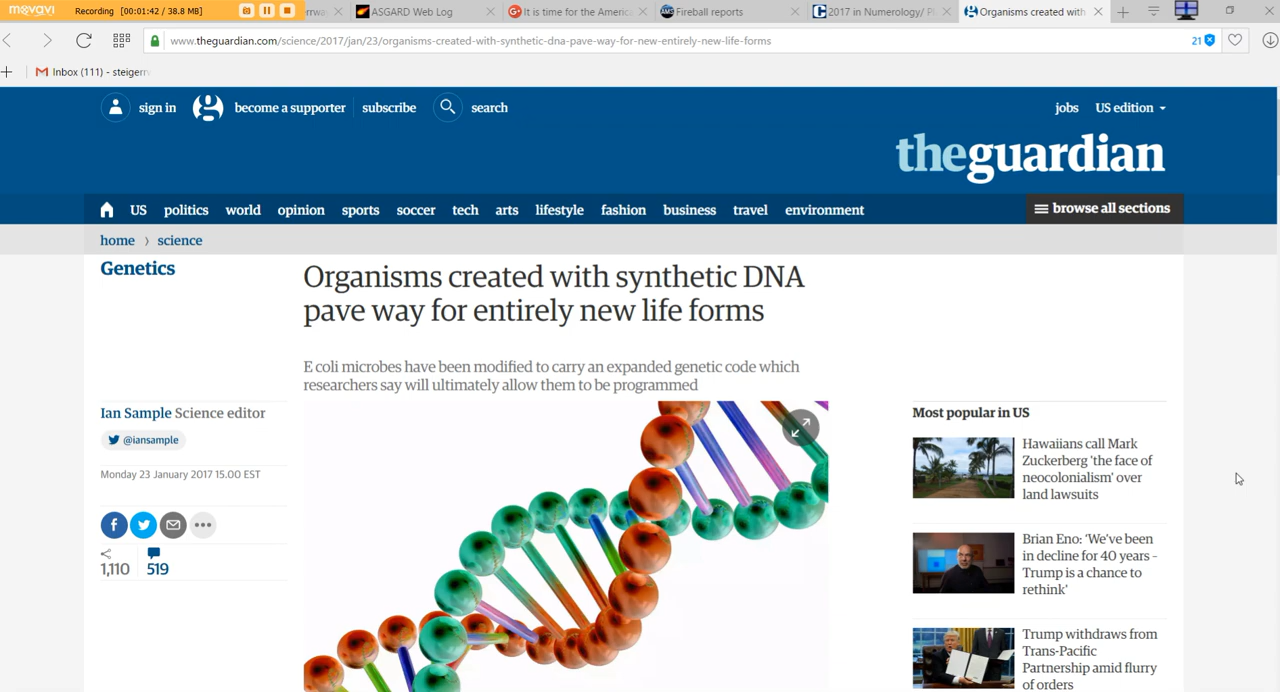 movavi Recording [00:01:42 / 38.8 MB]
ASGARD Web Log
It is time for the America
Fireball reports
2017 in Numerology/
Organisms created with
www.theguardian.com/science/2017/jan/23/organisms-created-with-synthetic-dna-pave-way-for-new-entirely-new-life-forms
21
Inbox (111) - steigern
sign in become a supporter subscribe search
jobs US edition
theguardian
US politics world opinion sports soccer tech arts lifestyle fashion business travel environment
browse all sections
home › science
Genetics
Organisms created with synthetic DNA
pave way for entirely new life forms
E coli microbes have been modified to carry an expanded genetic code which
researchers say will ultimately allow them to be programmed
Ian Sample Science editor
@iansample
Monday 23 January 2017 15.00 EST
1,110 519
Most popular in US
Hawaiians call Mark
Zuckerberg 'the face of
neocolonialism' over
land lawsuits
Brian Eno: ‘We’ve been
in decline for 40 years –
Trump is a chance to
rethink’
Trump withdraws from
Trans-Pacific
Partnership amid flurry
of orders